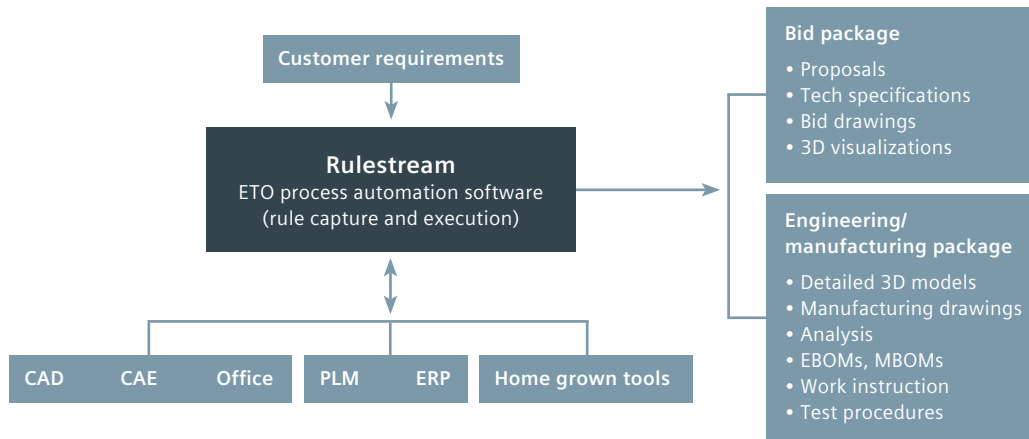 Customer requirements
Rulestream
ETO process automation software
(rule capture and execution)
CAD CAE Office
PLM ERP
Home grown tools
Bid package
• Proposals
• Tech specifications
• Bid drawings
• 3D visualizations
Engineering/
manufacturing package
• Detailed 3D models
• Manufacturing drawings
• Analysis
• EBOMs, MBOMs
• Work instruction
• Test procedures